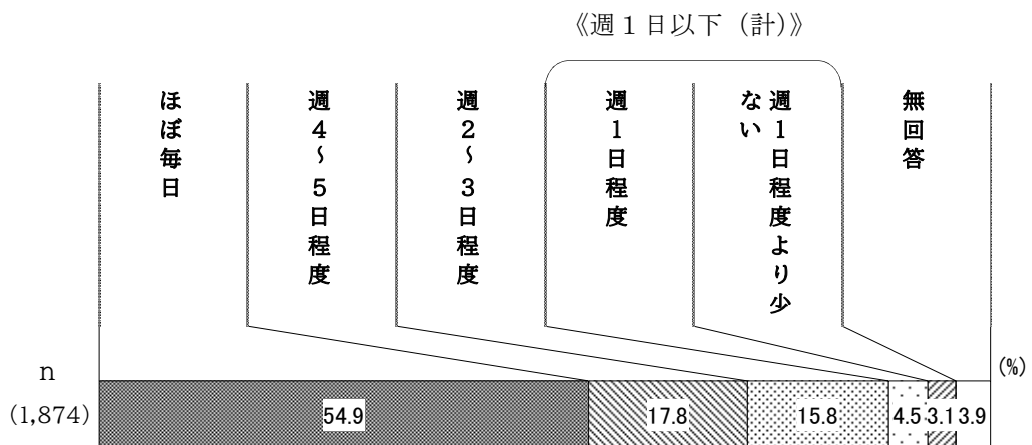 《週１日以下（計）》
ほぼ毎日
週４～５日程度
週２～３日程度
週１日程度
週１日程度より少
ない
無回答
(%)
n
(1,874)
54.9
17.8
15.8
4.5
3.1
3.9